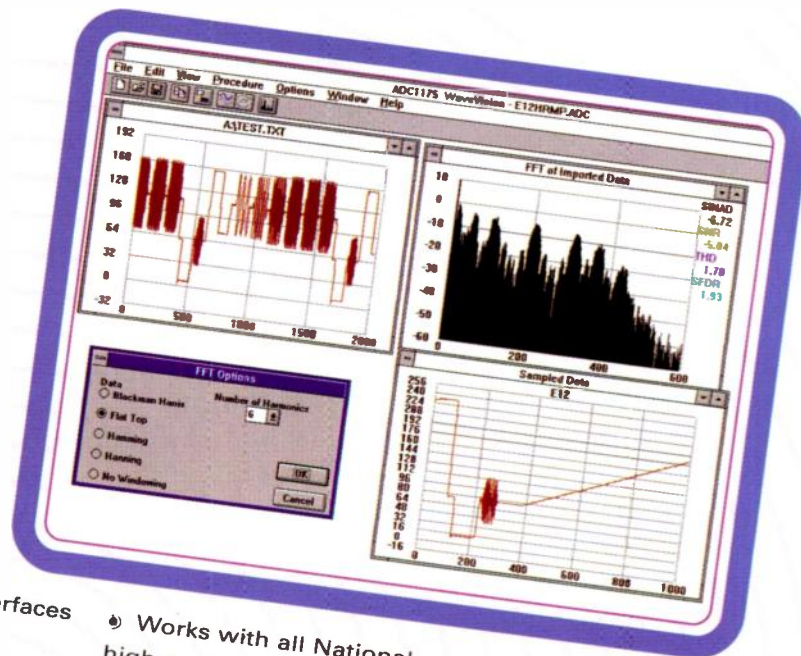 ADC1175 WaveVision - E12HRMP.ADC
File Edit View Procedure Options Window Help
A:\TEST.TXT
192
160
128
96
64
32
0
-32
0 500 1000 1500 2000
FFT of Imported Data
10
0
-10
-20
-30
-40
-50
-60
0 200 400 600
SINAD
-6.72
SNR
-5.04
THD
1.70
SFDR
1.93
FFT Options
Data
Blackman Harris
Flat Top
Hamming
Hanning
No Windowing
Number of Harmonics
6
OK
Cancel
Sampled Data
E12
256
240
224
208
192
176
160
144
128
112
96
80
64
48
32
16
0
-16
0 200 400 600 800 1000
Works with all National